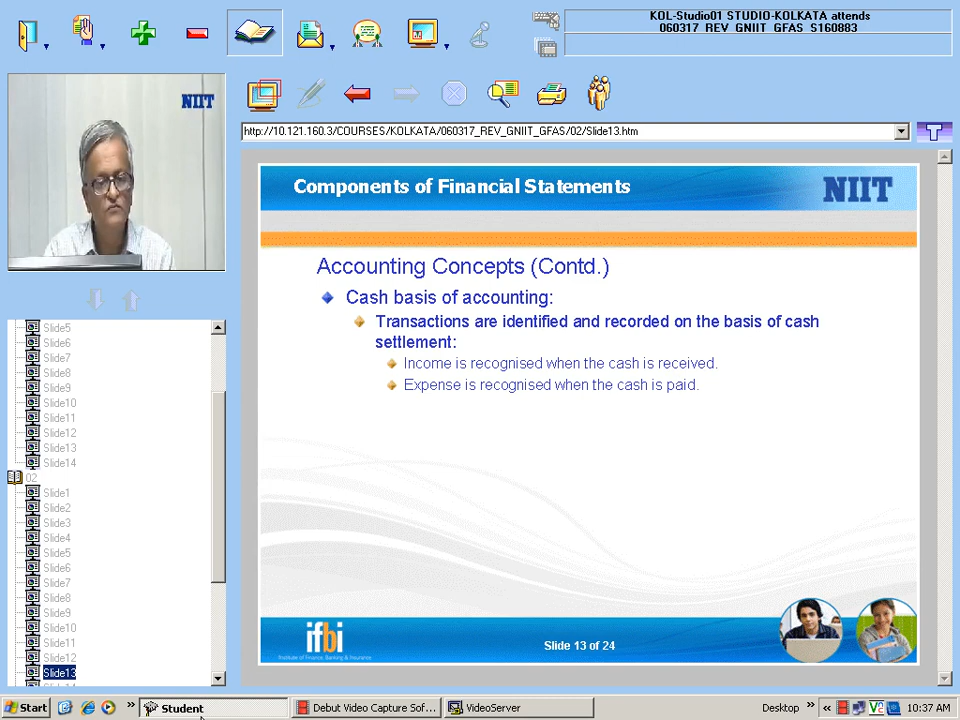 KOL-Studio01 STUDIO-KOLKATA attends
060317_REV_GNIIT_GFAS_S160883
NIIT
http://10.121.160.3/COURSES/KOLKATA/060317_REV_GNIIT_GFAS/02/Slide13.htm
T
Components of Financial Statements
NIIT
Accounting Concepts (Contd.)
Cash basis of accounting:
Transactions are identified and recorded on the basis of cash
settlement:
Income is recognised when the cash is received.
Expense is recognised when the cash is paid.
Slide5
Slide6
Slide7
Slide8
Slide9
Slide10
Slide11
Slide12
Slide13
Slide14
02
Slide1
Slide2
Slide3
Slide4
Slide5
Slide6
Slide7
Slide8
Slide9
Slide10
Slide11
Slide12
Slide13
ifbi
Institute of Finance, Banking & Insurance
Slide 13 of 24
Start
Student
Debut Video Capture Sof...
VideoServer
Desktop
10:37 AM